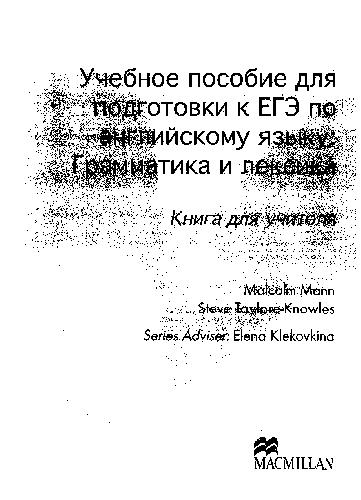 Учебное пособие для
подготовки к ЕГЭ по
английскому языку:
Грамматика и лексика
Книга для учителя
Malcolm Mann
Steve Taylore-Knowles
Series Adviser: Elena Klekovkina
MACMILLAN